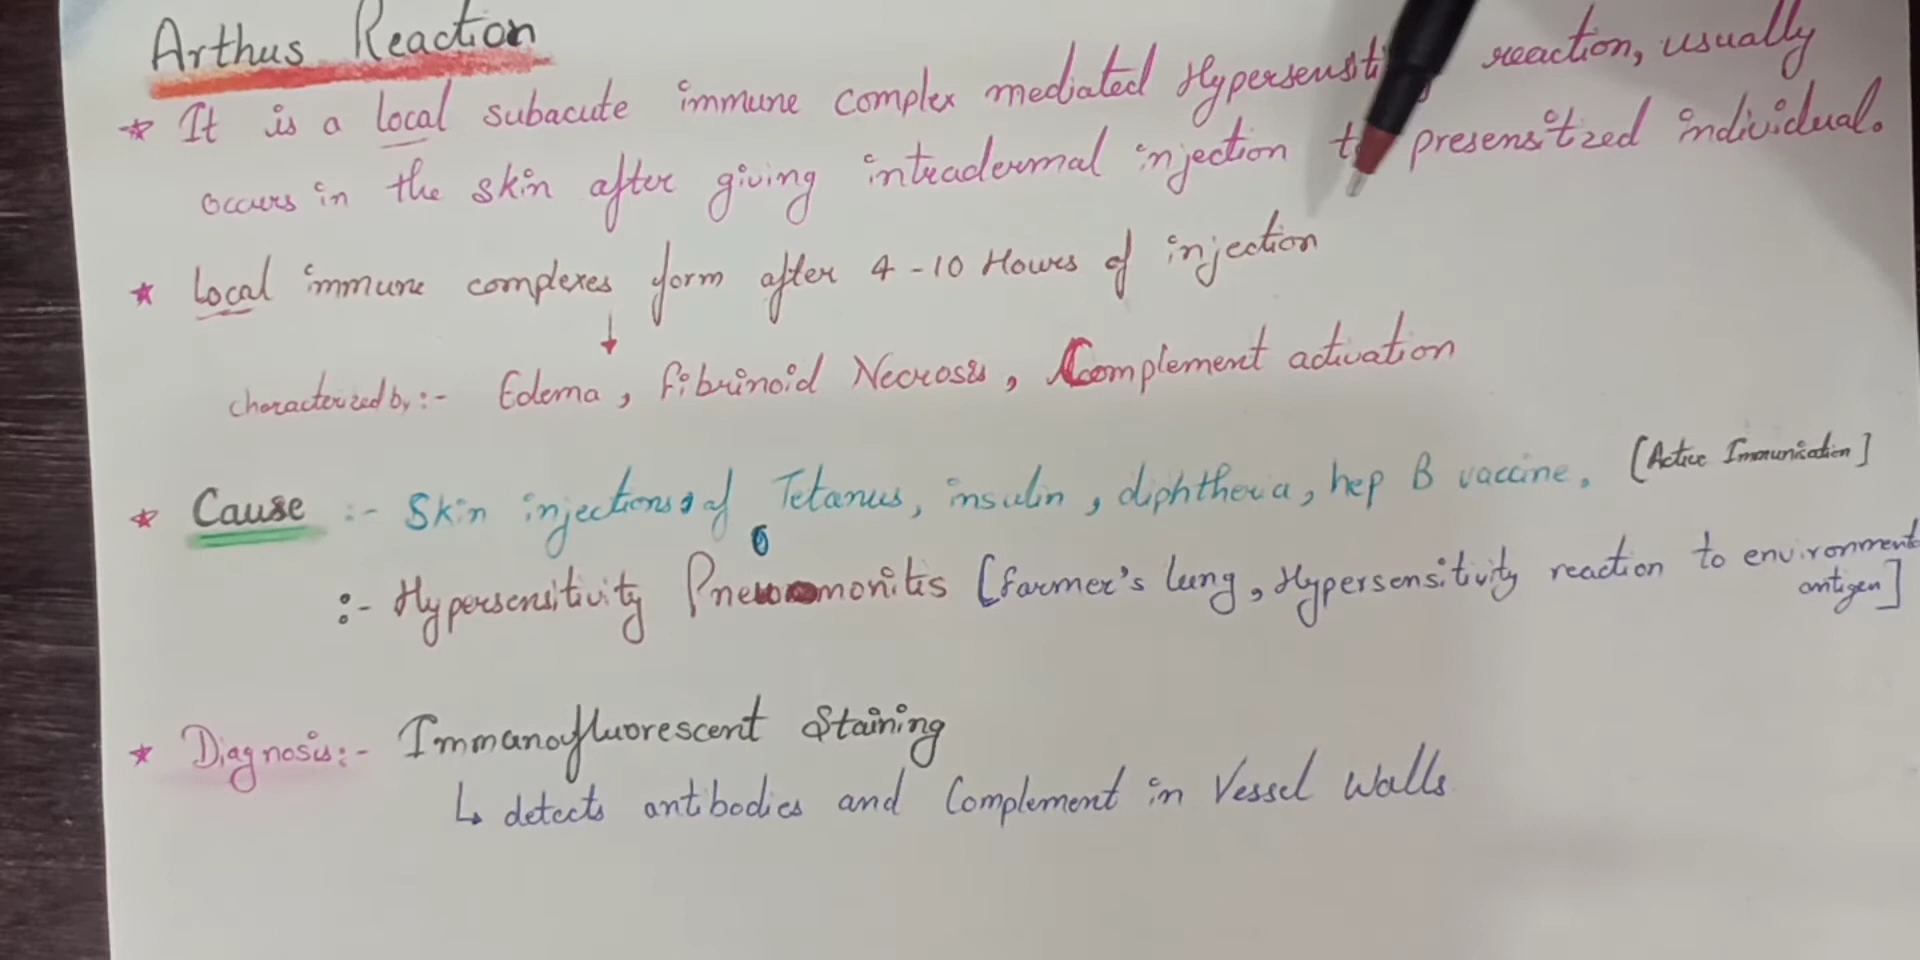 Arthus Reaction
* It is a local subacute immune complex mediated Hypersensiti reaction, usually
occurs in the skin after giving intradermal injection presensitized individual.
* Local immune complexes form after 4-10 Hours of injection
↓
characterized by :- Edema, fibrinoid Necrosis, Complement activation
* Cause :- Skin injections of Tetanus, insulin, diphtheria, hep B vaccine. [Active Immunization]
:- Hypersensitivity Pneumonitis [farmer's lung, Hypersensitivity reaction to environment
antigen]
* Diagnosis:- Immanofluorescent Staining
↳ detects antibodies and Complement in Vessel Walls